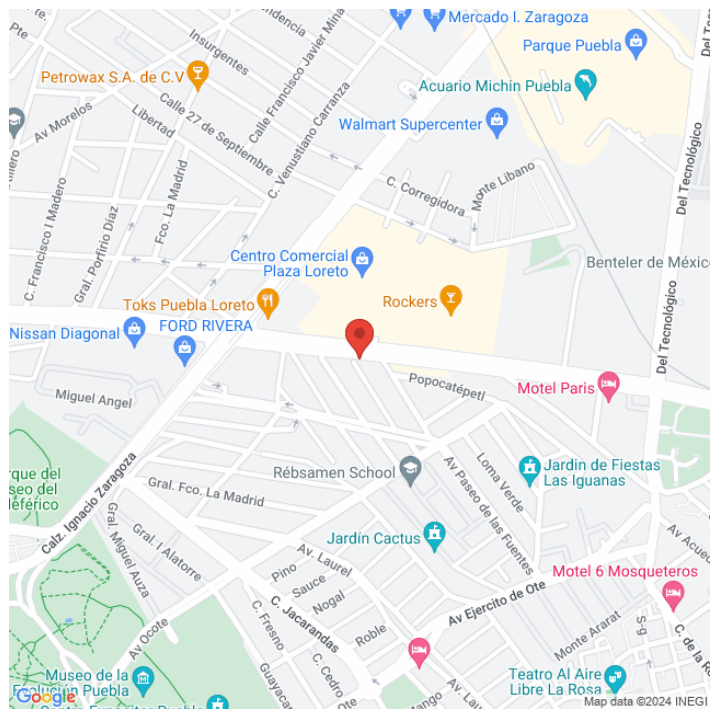 Mercado I. Zaragoza
Insurgentes
Calle Francisco Javier Mina
Parque Puebla
Petrowax S.A. de C.V
Acuario Michin Puebla
Pte
Av Morelos
Calle 27 de Septiembre
Libertad
C. Venustiano Carranza
Walmart Supercenter
Del Tecnológico
Monte Libano
C. Corregidora
Fco. La Madrid
Gral. Porfirio Díaz
C. Francisco I Madero
Centro Comercial
Plaza Loreto
Benteler de México
Rockers
Toks Puebla Loreto
FORD RIVERA
Nissan Diagonal
Del Tecnológico
Popocatépetl
Motel Paris
Miguel Angel
Calz. Ignacio Zaragoza
Rébsamen School
Loma Verde
Jardin de Fiestas
Las Iguanas
Av Paseo de las Fuentes
Gral. Fco. La Madrid
Gral. Miguel Auza
Gral. I Alatorre
Jardín Cactus
Av. Laurel
Motel 6 Mosqueteros
Pino
Sauce
Nogal
Roble
Av Ejercito de Ote
C. Fresno
C. Jacarandas
C. Cedro
Av Ocote
Monte Ararat
S-g
Museo de la
Evolución Puebla
Teatro Al Aire
Libre La Rosa
Google
Map data ©2024 INEGI